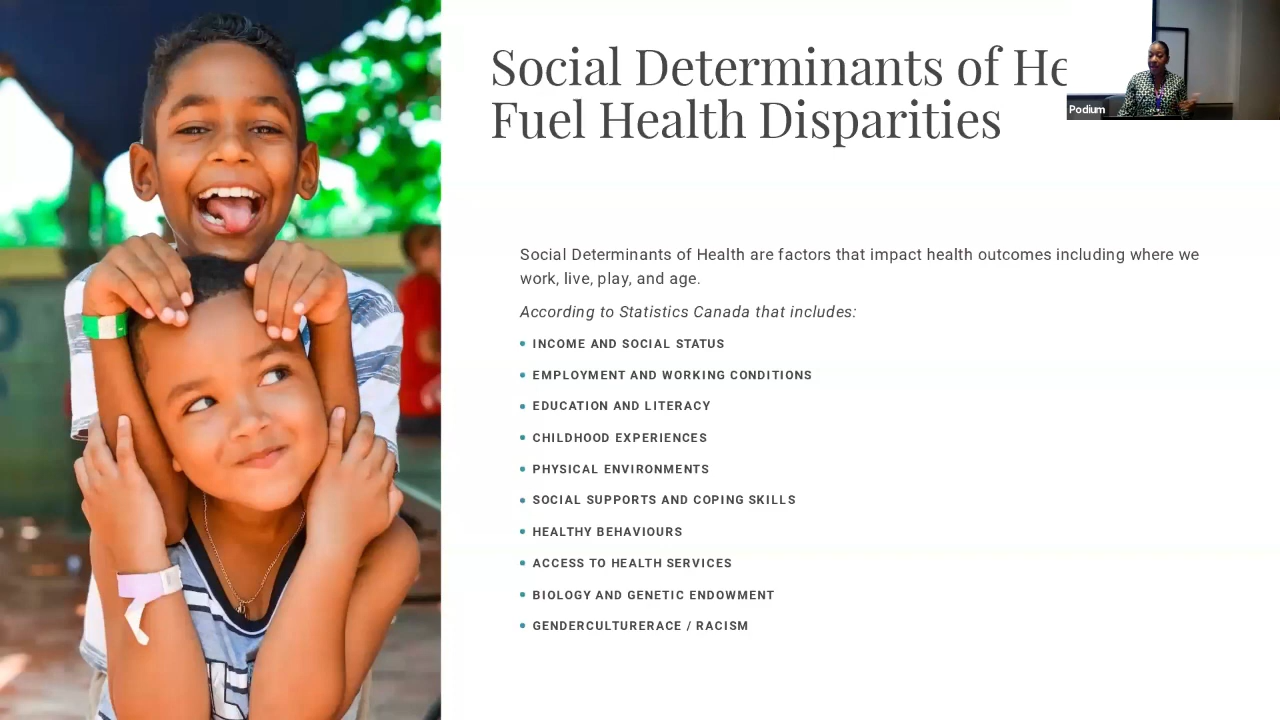 Social Determinants of He
Fuel Health Disparities
Podium
Social Determinants of Health are factors that impact health outcomes including where we
work, live, play, and age.
According to Statistics Canada that includes:
INCOME AND SOCIAL STATUS
EMPLOYMENT AND WORKING CONDITIONS
EDUCATION AND LITERACY
CHILDHOOD EXPERIENCES
PHYSICAL ENVIRONMENTS
SOCIAL SUPPORTS AND COPING SKILLS
HEALTHY BEHAVIOURS
ACCESS TO HEALTH SERVICES
BIOLOGY AND GENETIC ENDOWMENT
GENDERCULTURERACE / RACISM